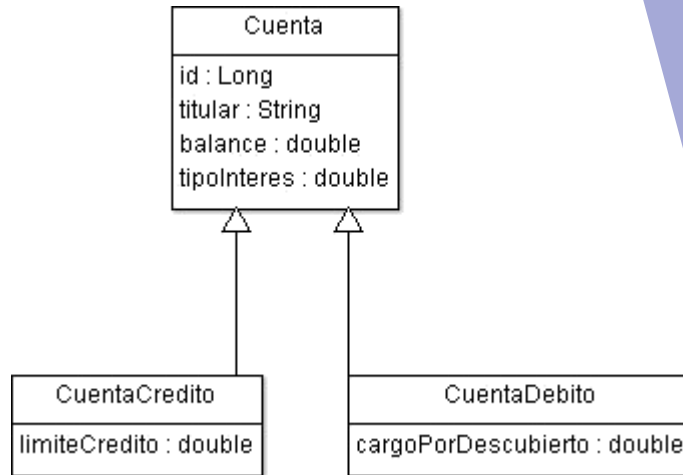 Cuenta
id : Long
titular : String
balance : double
tipoInteres : double
CuentaCredito
limiteCredito : double
CuentaDebito
cargoPorDescubierto : double